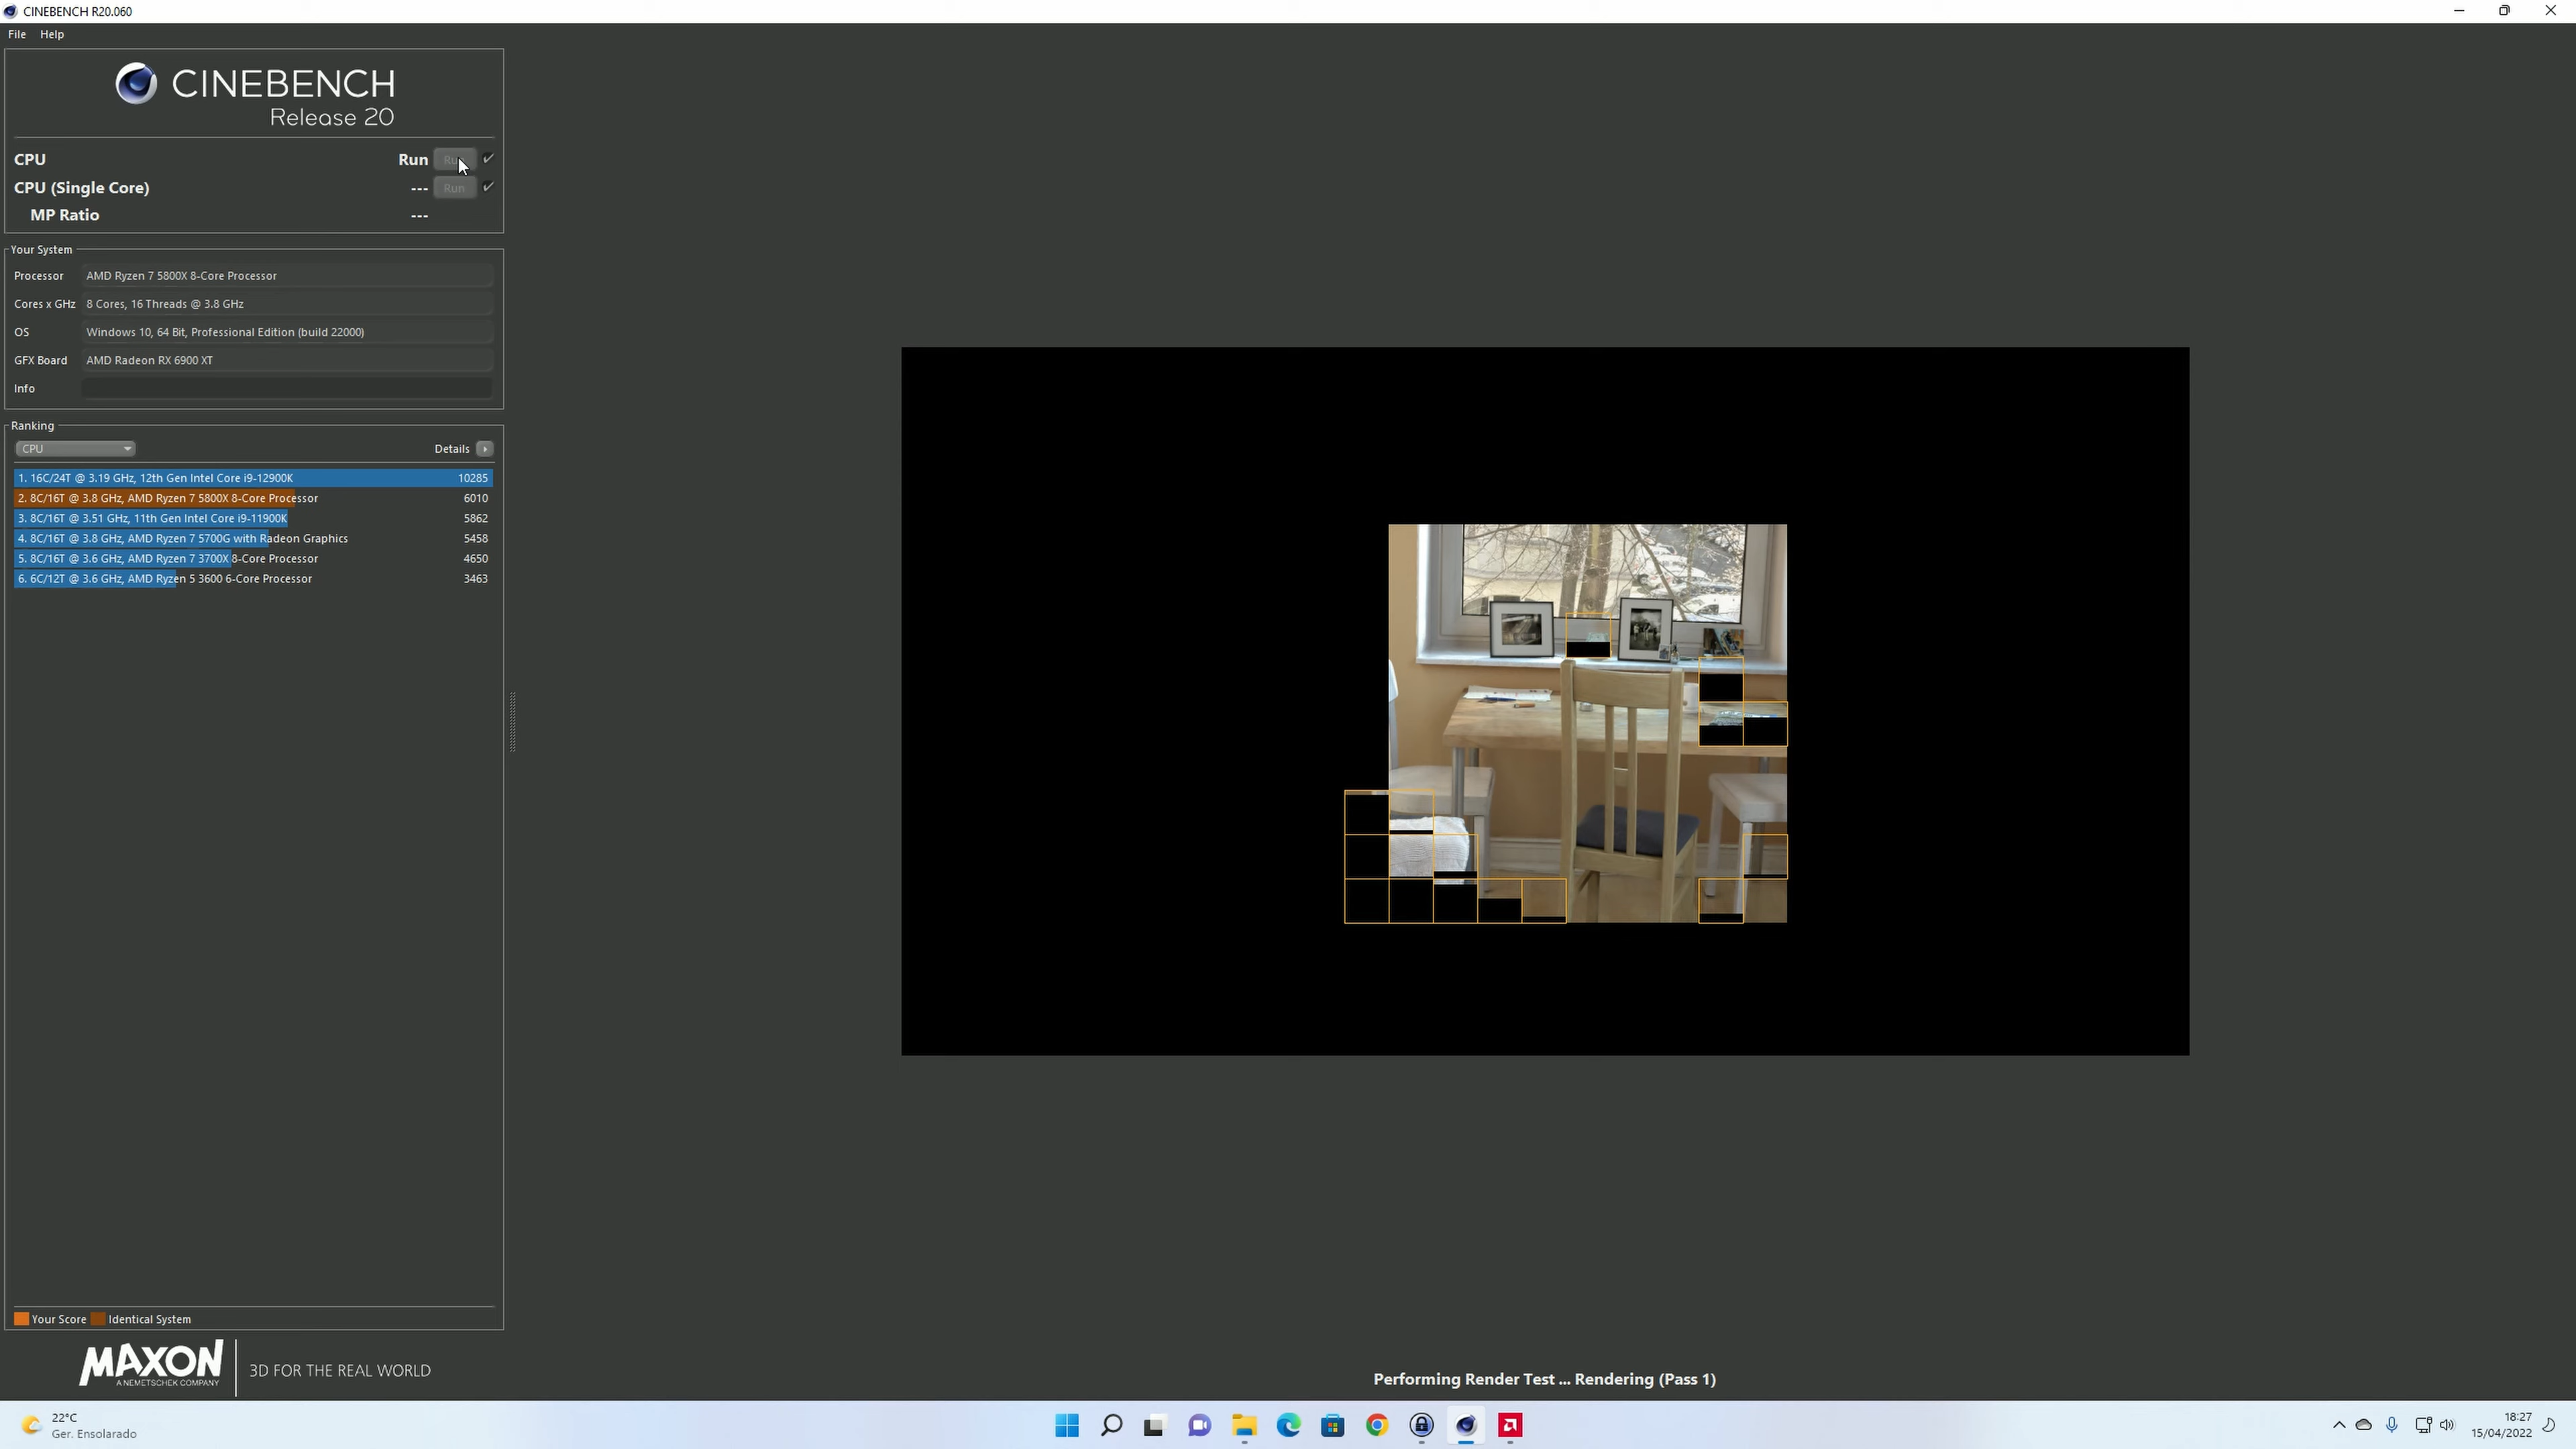 CINEBENCH R20.060
File Help
CINEBENCH
Release 20
CPU Run
CPU (Single Core) --- Run
MP Ratio ---
Your System
Processor AMD Ryzen 7 5800X 8-Core Processor
Cores x GHz 8 Cores, 16 Threads @ 3.8 GHz
OS Windows 10, 64 Bit, Professional Edition (build 22000)
GFX Board AMD Radeon RX 6900 XT
Info
Ranking
CPU Details
1. 16C/24T @ 3.19 GHz, 12th Gen Intel Core i9-12900K 10285
2. 8C/16T @ 3.8 GHz, AMD Ryzen 7 5800X 8-Core Processor 6010
3. 8C/16T @ 3.51 GHz, 11th Gen Intel Core i9-11900K 5862
4. 8C/16T @ 3.8 GHz, AMD Ryzen 7 5700G with Radeon Graphics 5458
5. 8C/16T @ 3.6 GHz, AMD Ryzen 7 3700X 8-Core Processor 4650
6. 6C/12T @ 3.6 GHz, AMD Ryzen 5 3600 6-Core Processor 3463
Your Score Identical System
MAXON
A NEMETSCHEK COMPANY
3D FOR THE REAL WORLD
Performing Render Test ... Rendering (Pass 1)
22°C
Ger. Ensolarado
18:27
15/04/2022